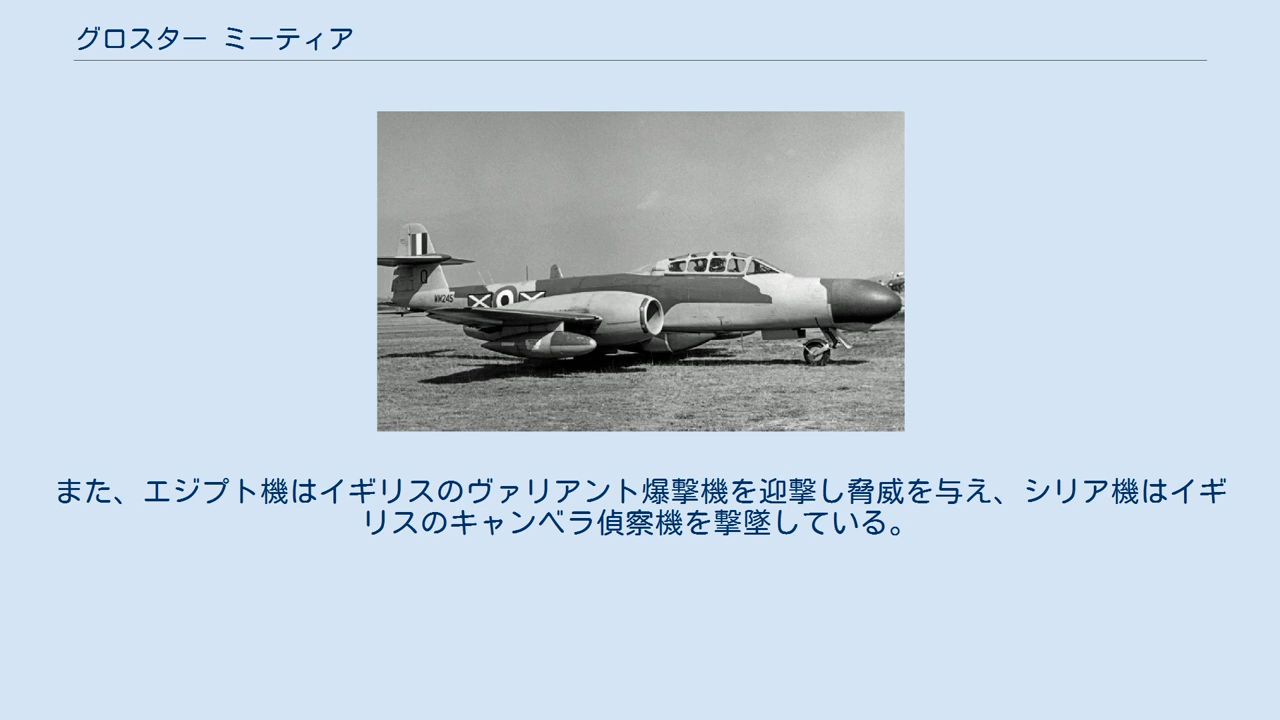 グロスター ミーティア
Q
WM245
また、エジプト機はイギリスのヴァリアント爆撃機を迎撃し脅威を与え、シリア機はイギ
リスのキャンベラ偵察機を撃墜している。